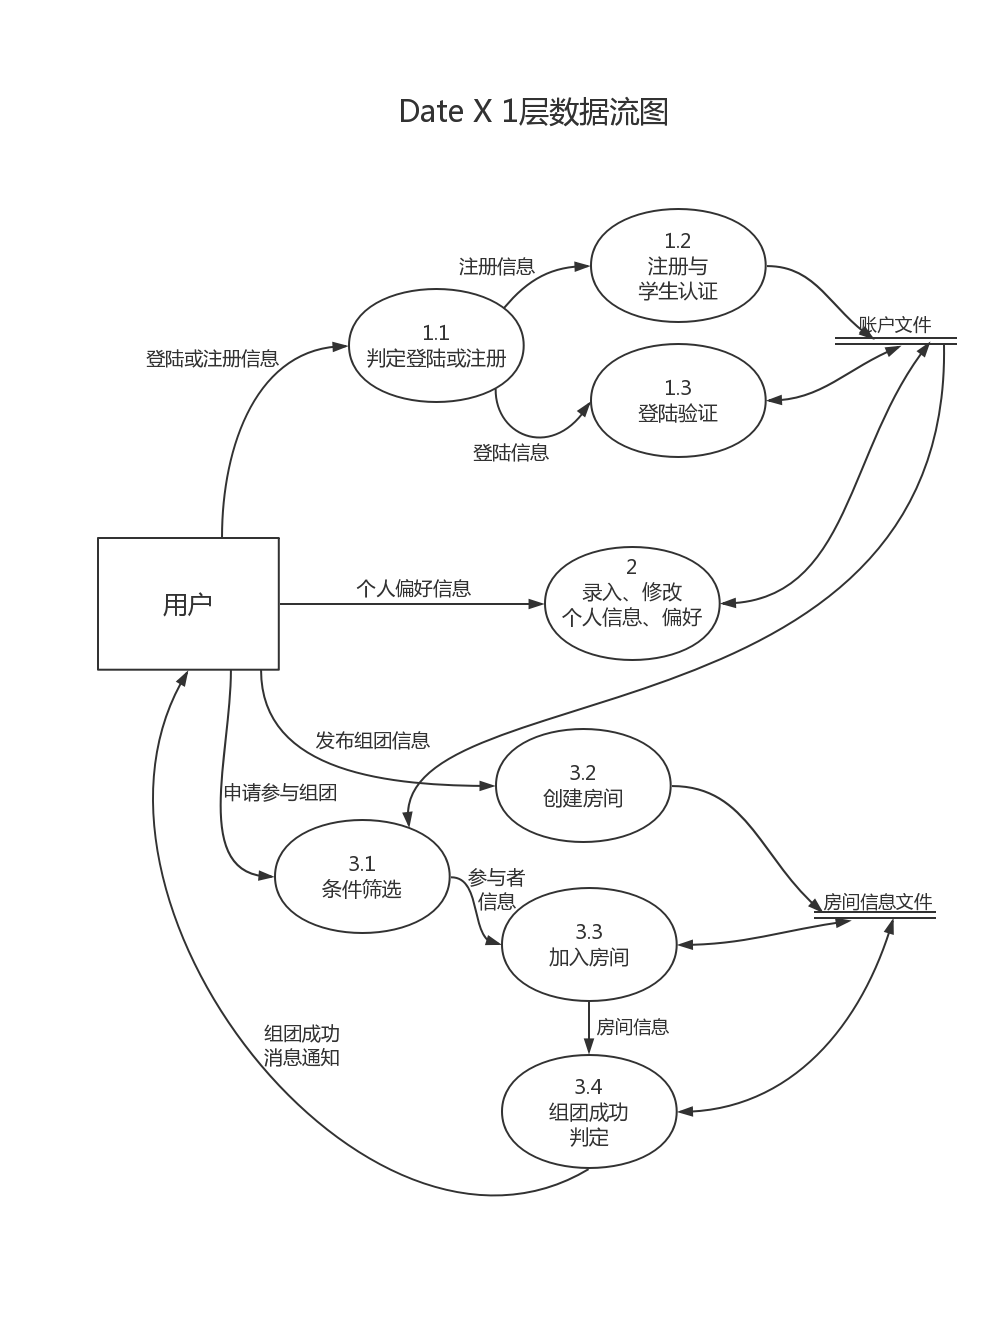 Date X 1层数据流图
1.2
注册与
学生认证
注册信息
账户文件
1.1
判定登陆或注册
登陆或注册信息
1.3
登陆验证
登陆信息
2
录入、修改
个人信息、偏好
个人偏好信息
用户
发布组团信息
3.2
创建房间
申请参与组团
3.1
条件筛选
参与者
信息
房间信息文件
3.3
加入房间
房间信息
组团成功
消息通知
3.4
组团成功
判定